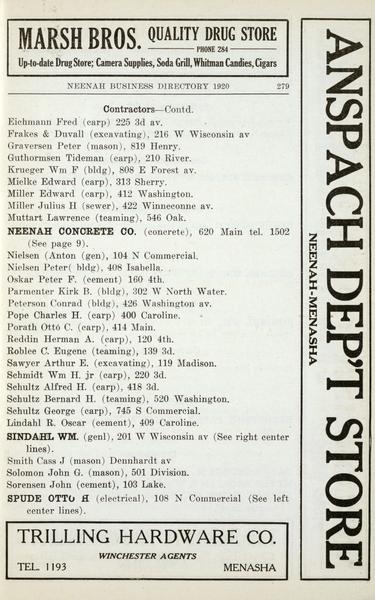 MARSH BROS. QUALITY DRUG STORE
PHONE 284
Up-to-date Drug Store; Camera Supplies, Soda Grill, Whitman Candies, Cigars
NEENAH BUSINESS DIRECTORY 1920 279
Contractors—Contd.
Eichmann Fred (carp) 225 3d av.
Frakes & Duvall (excavating), 216 W Wisconsin av
Graversen Peter (mason), 819 Henry.
Guthormsen Tideman (carp), 210 River.
Krueger Wm F (bldg), 808 E Forest av.
Mielke Edward (carp), 313 Sherry.
Miller Edward (carp), 412 Washington.
Miller Julius H (sewer), 422 Winneconne av.
Muttart Lawrence (teaming), 546 Oak.
NEENAH CONCRETE CO. (concrete), 620 Main tel. 1502
(See page 9).
Nielsen (Anton (gen), 104 N Commercial.
Nielsen Peter( bldg), 408 Isabella.
Oskar Peter F. (cement) 160 4th.
Parmenter Kirk B. (bldg), 302 W North Water.
Peterson Conrad (bldg), 426 Washington av.
Pope Charles H. (carp) 400 Caroline.
Porath Otto C. (carp), 414 Main.
Reddin Herman A. (carp), 120 4th.
Roblee C. Eugene (teaming), 139 3d.
Sawyer Arthur E. (excavating), 119 Madison.
Schmidt Wm H. jr (carp), 220 3d.
Schultz Alfred H. (carp), 418 3d.
Schultz Bernard H. (teaming), 520 Washington.
Schultz George (carp), 745 S Commercial.
Lindahl R. Oscar (cement), 409 Caroline.
SINDAHL WM. (genl), 201 W Wisconsin av (See right center
lines).
Smith Cass J (mason) Dennhardt av
Solomon John G. (mason), 501 Division.
Sorensen John (cement), 103 Lake.
SPUDE OTTO H (electrical), 108 N Commercial (See left
center lines).
TRILLING HARDWARE CO.
WINCHESTER AGENTS
TEL. 1193 MENASHA
ANSPACH DEP'T STORE
NEENAH-MENASHA